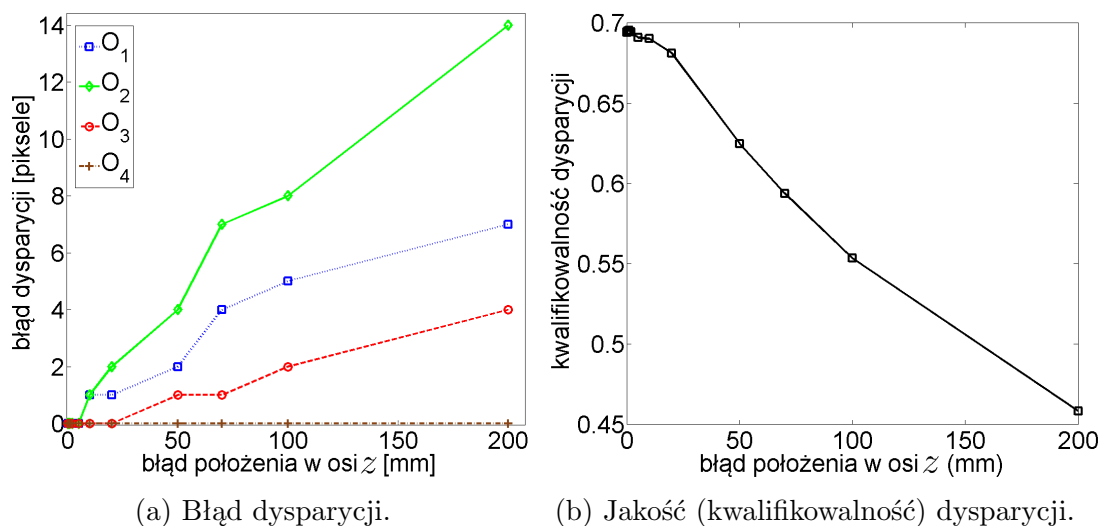 14
12
10
8
6
4
2
0
błąd dysparycji [piksele]
O1
O2
O3
O4
0 50 100 150 200
błąd położenia w osi z [mm]
(a) Błąd dysparycji.
0.7
0.65
0.6
0.55
0.5
0.45
kwalifikowalność dysparycji
0 50 100 150 200
błąd położenia w osi z (mm)
(b) Jakość (kwalifikowalność) dysparycji.